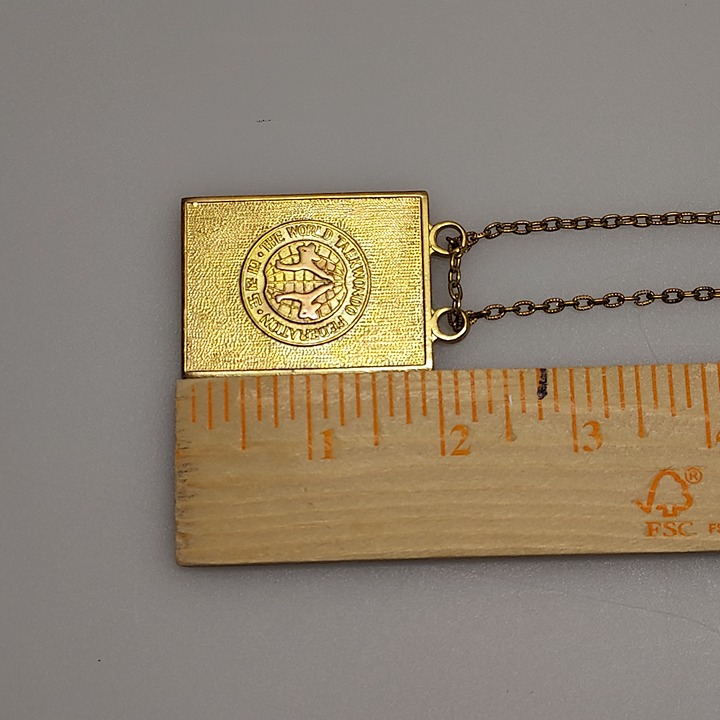 THE WORLD TAEKWONDO FEDERATION
1 2 3
FSC ®